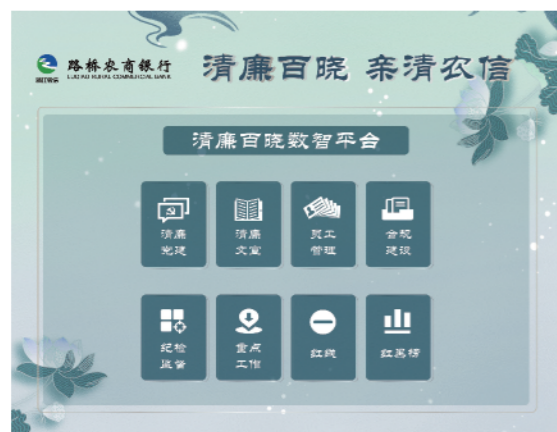 路桥农商银行
LUQIAO RURAL COMMERCIAL BANK
清廉百晓 亲清农信
清廉百晓数智平台
清廉
党建
清廉
文宣
员工
管理
合规
建设
纪检
监督
重点
工作
红线
红黑榜